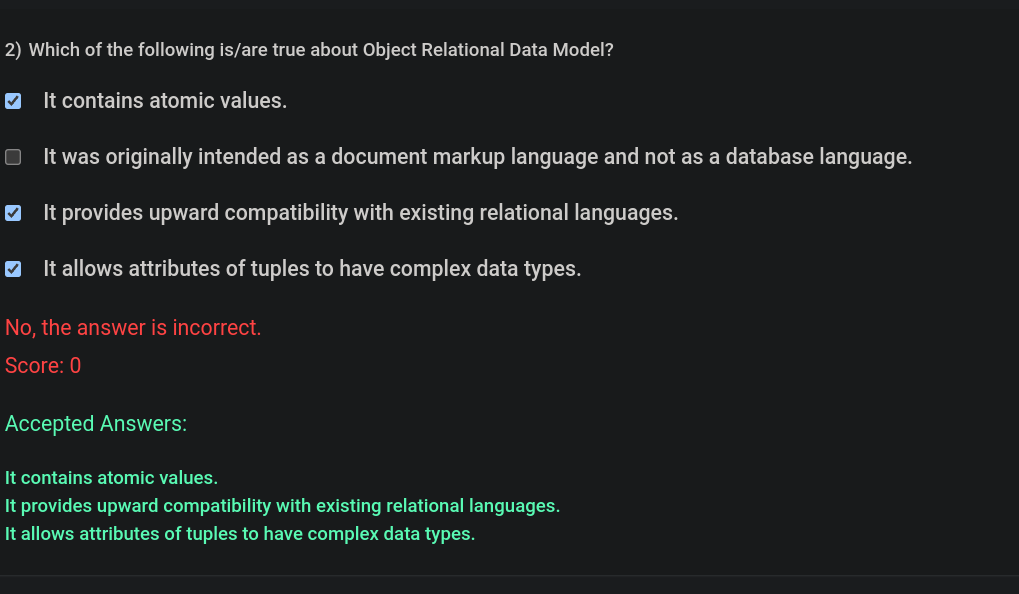 2) Which of the following is/are true about Object Relational Data Model?
It contains atomic values.
It was originally intended as a document markup language and not as a database language.
It provides upward compatibility with existing relational languages.
It allows attributes of tuples to have complex data types.
No, the answer is incorrect.
Score: 0
Accepted Answers:
It contains atomic values.
It provides upward compatibility with existing relational languages.
It allows attributes of tuples to have complex data types.